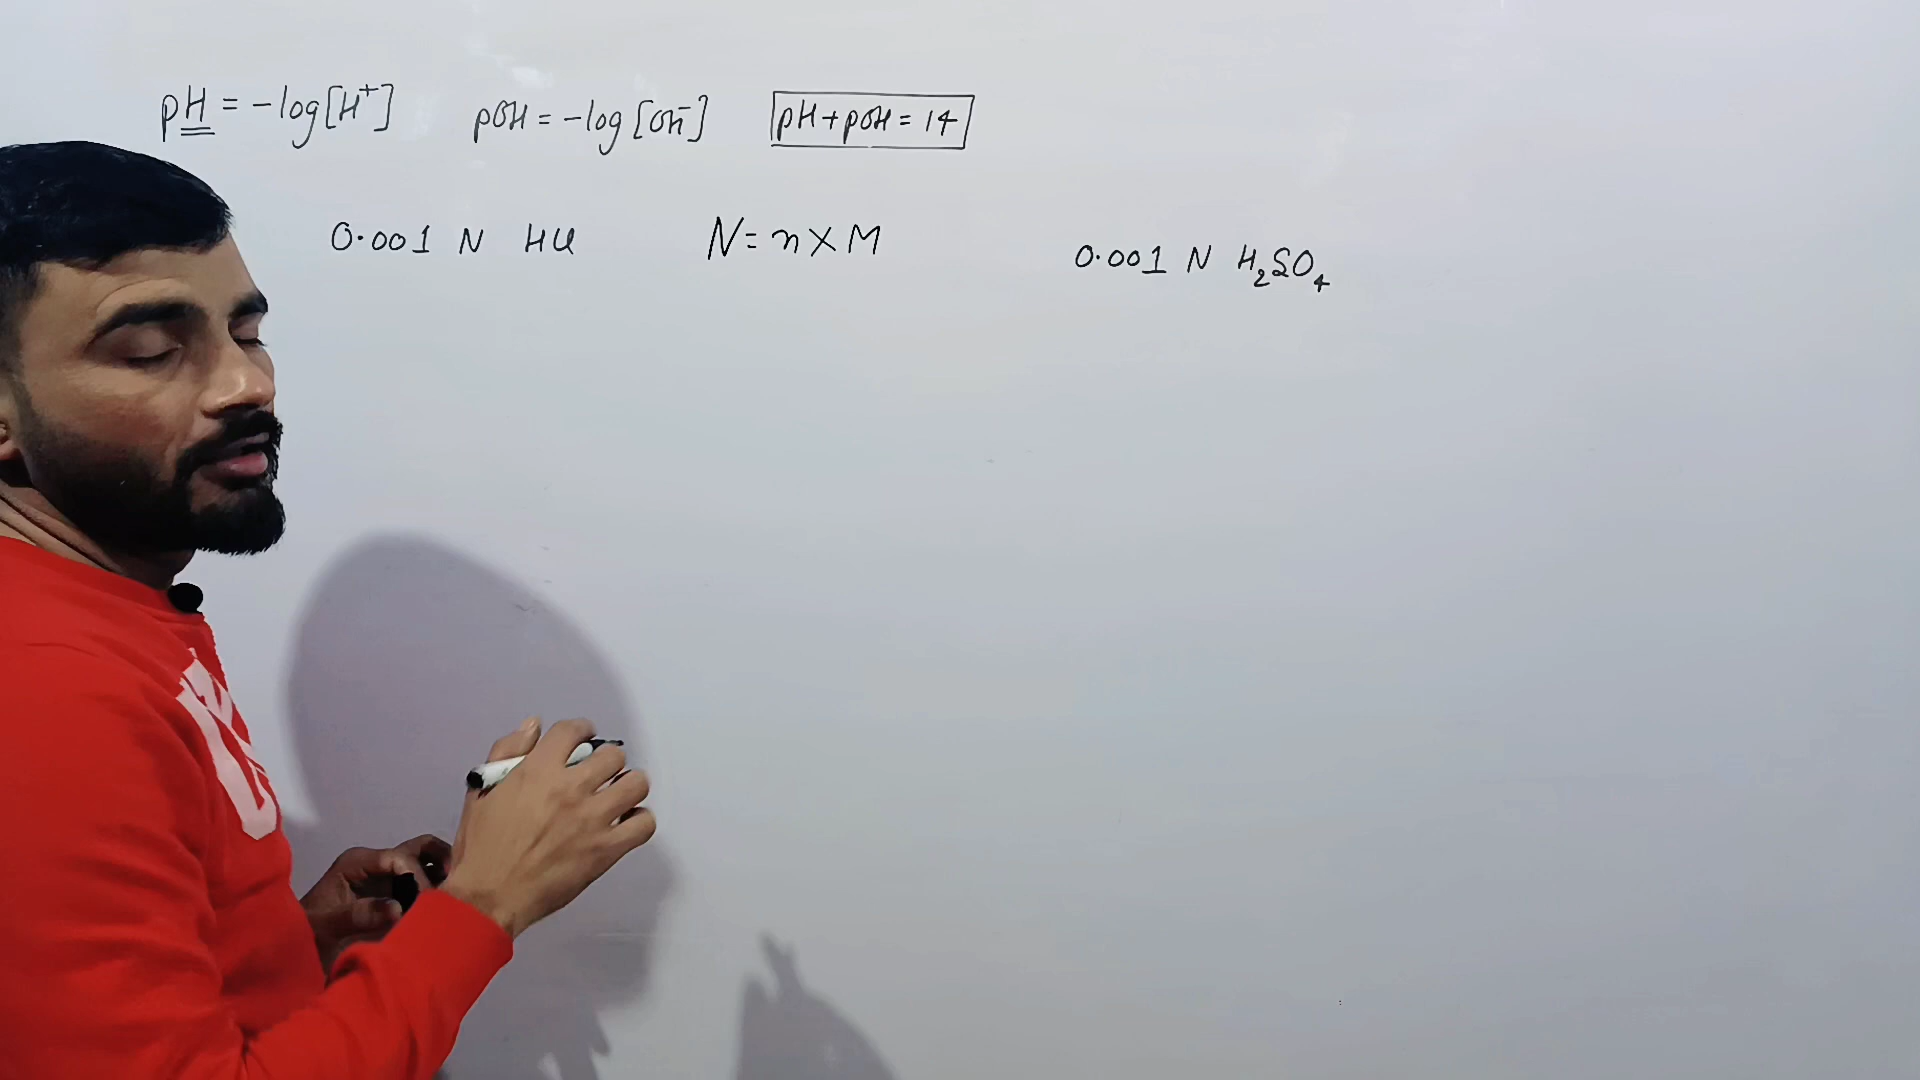 pH = -log[H⁺] pOH = -log[OH⁻] pH + pOH = 14
0.001 N HCl N = n × M 0.001 N H₂SO₄